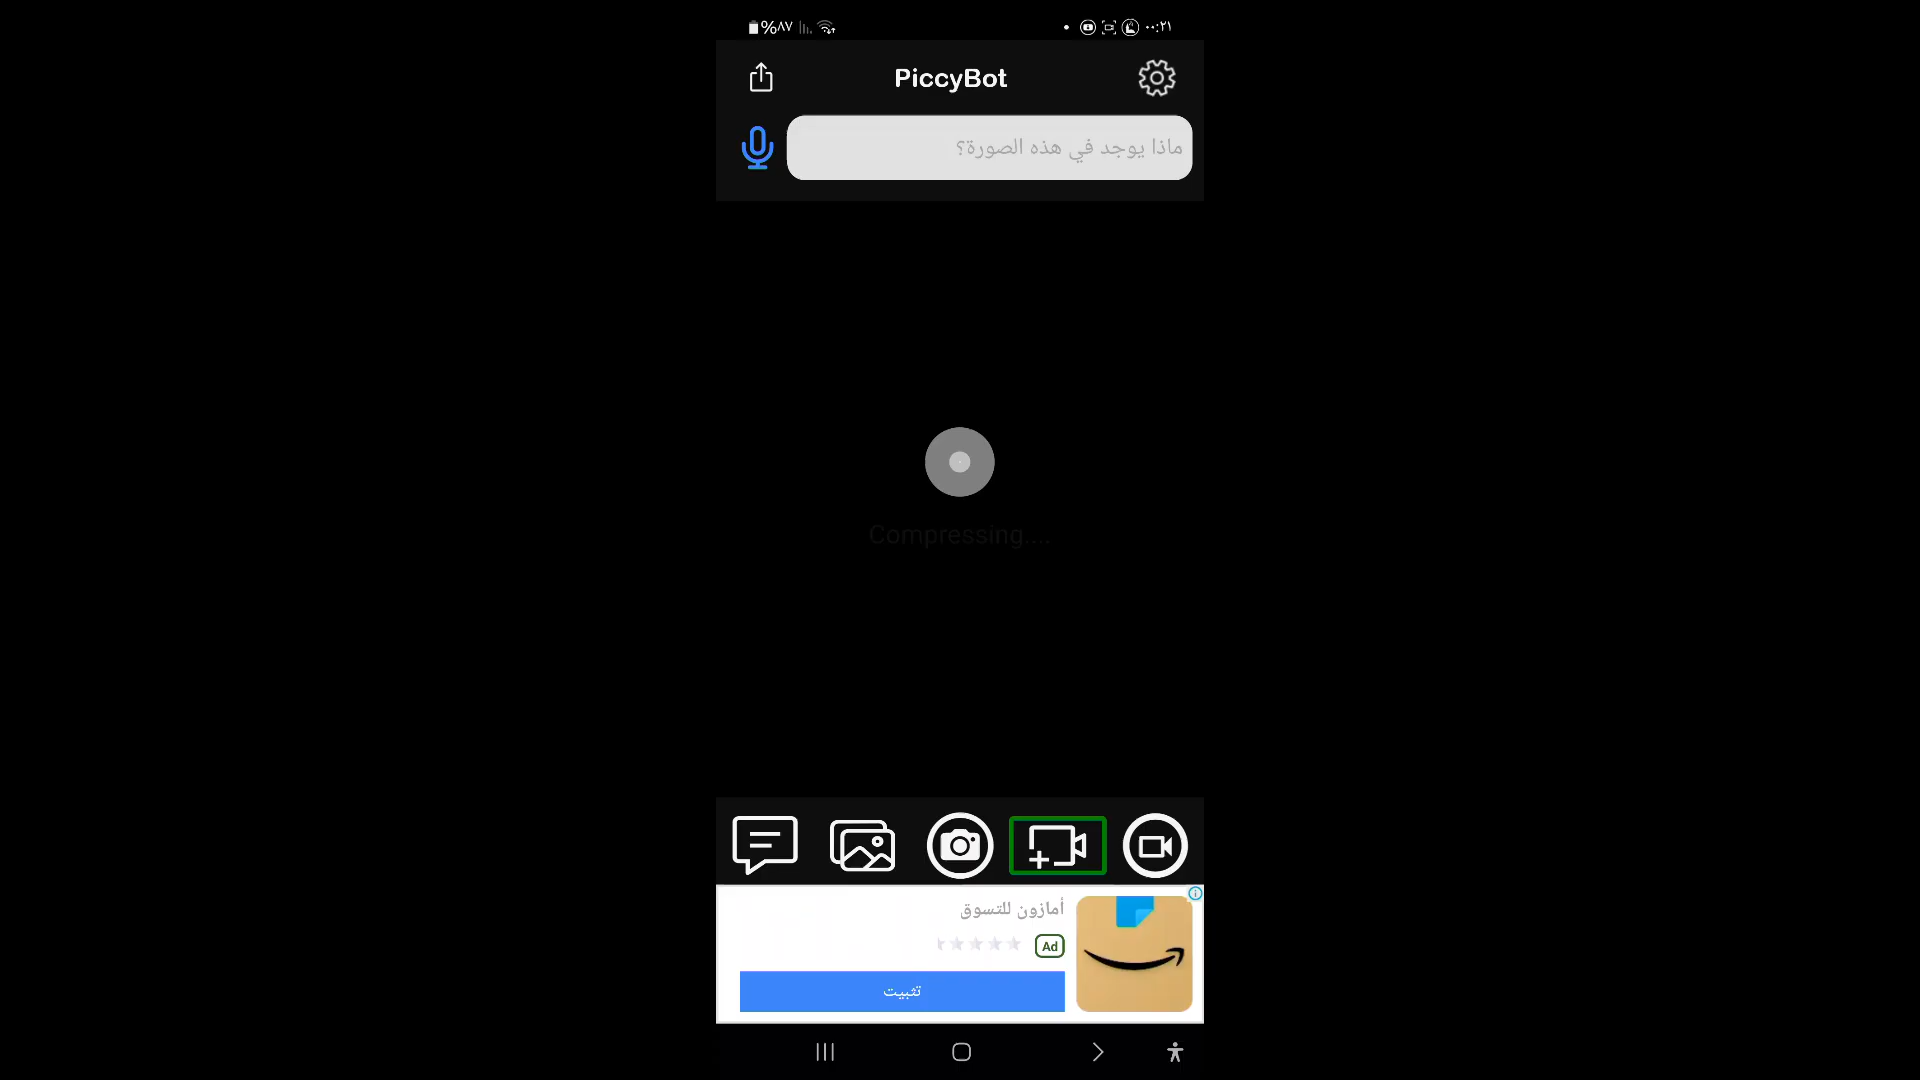 %٨٧
٠٠:٢١
PiccyBot
ماذا يوجد في هذه الصورة؟
Compressing....
أمازون للتسوق
Ad
تثبيت